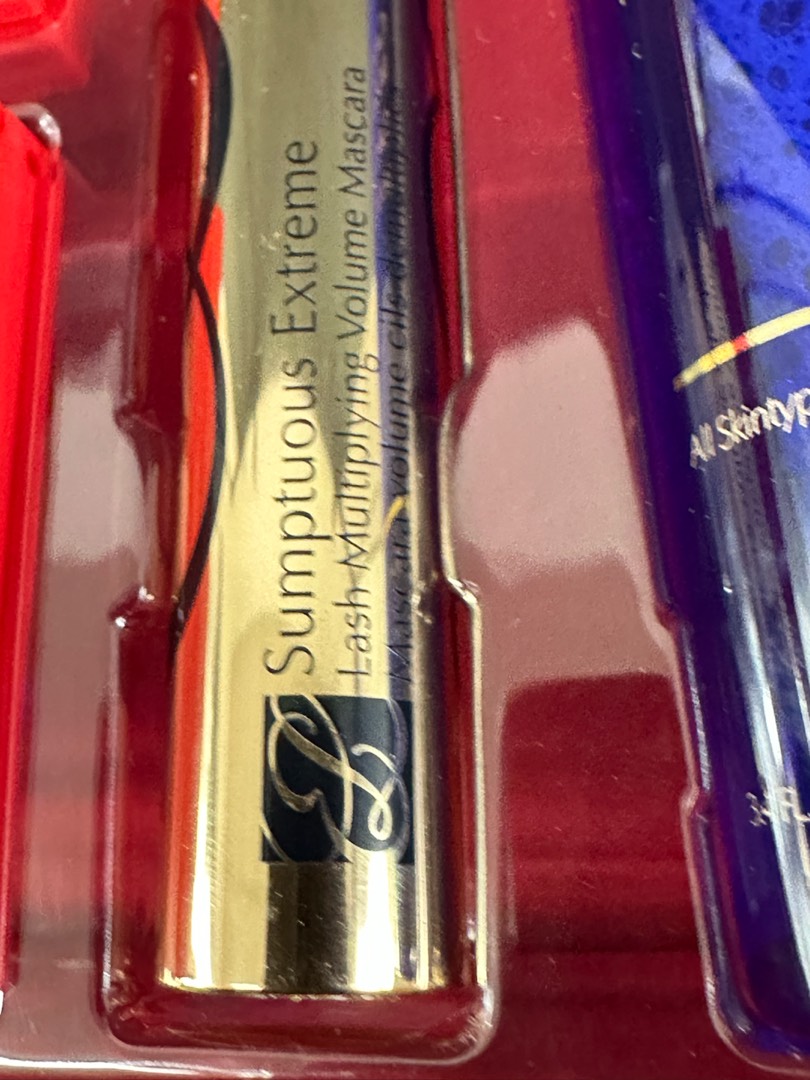 Sumptuous Extreme
Lash Multiplying Volume Mascara
Mascara volume cils démultipliés
All Skintyp